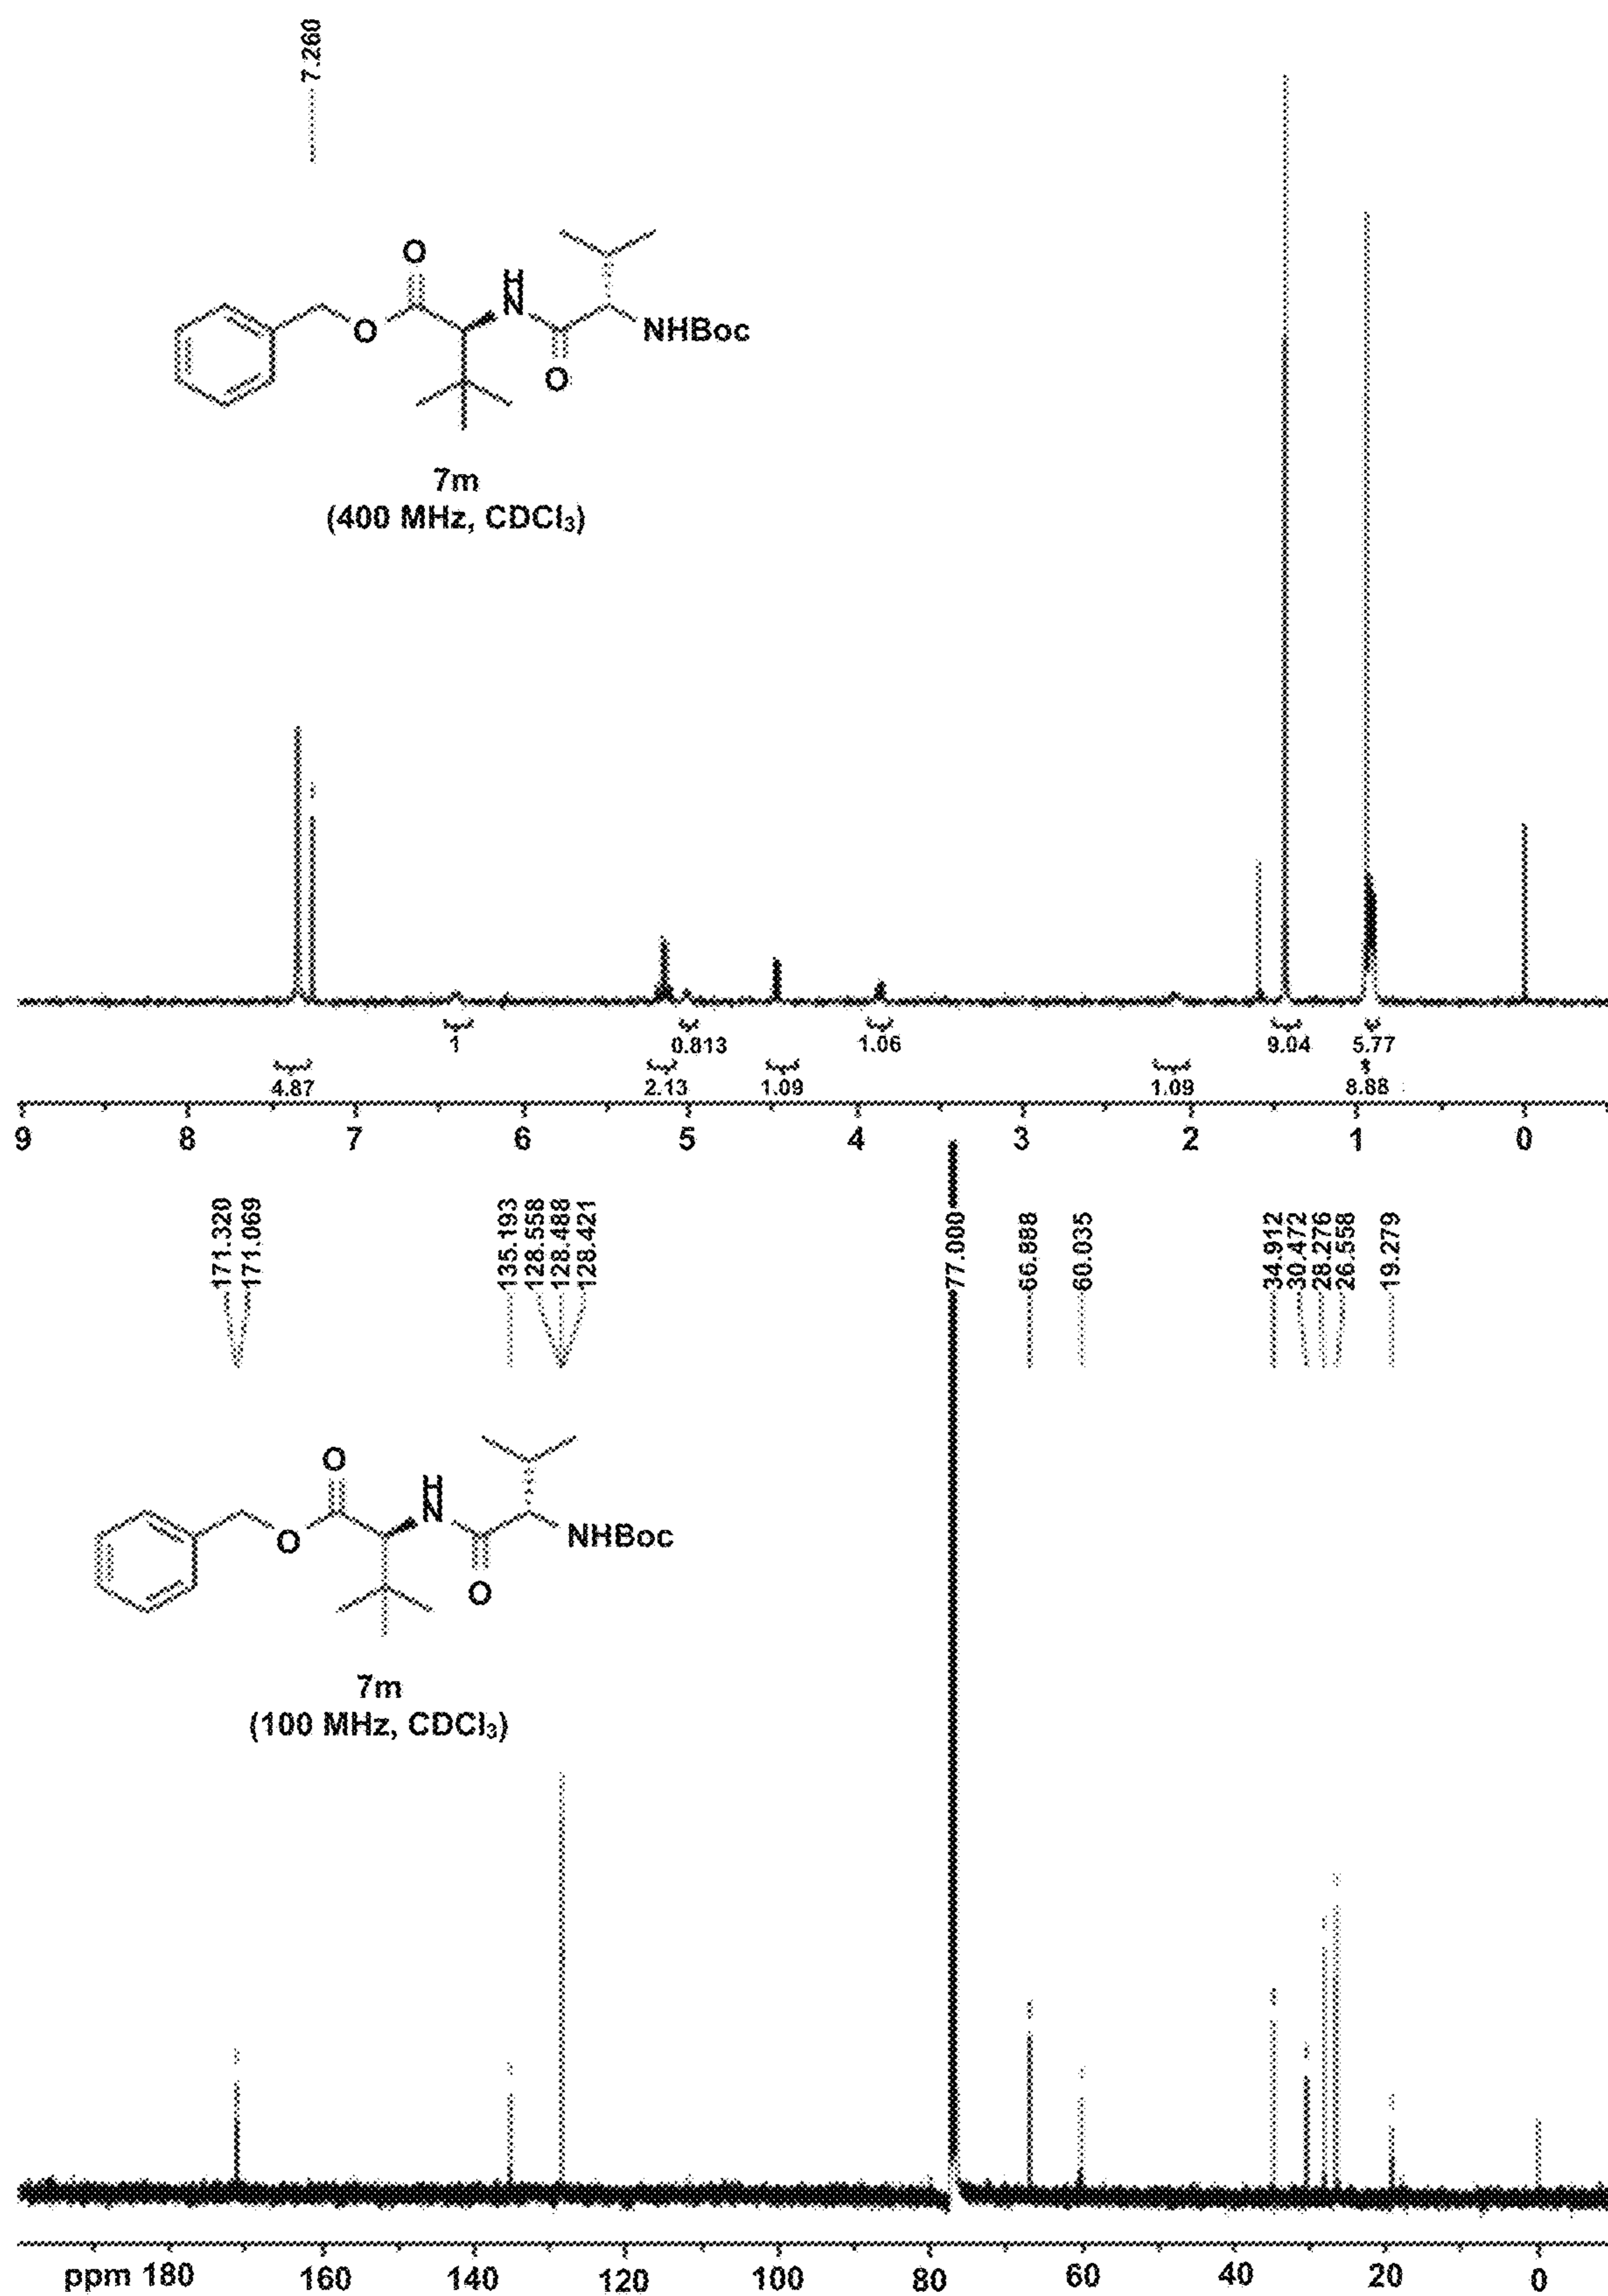 7.260
O
H
N
O
NHBoc
O
7m
(400 MHz, CDCl₃)
1 0.813 1.06 9.04 5.77
4.87 2.13 1.09 1.09 8.88
9 8 7 6 5 4 3 2 1 0
171.320
171.069
135.193
128.558
128.488
128.421
77.000
66.888
60.035
34.912
30.472
28.276
26.558
19.279
O
H
N
O
NHBoc
O
7m
(100 MHz, CDCl₃)
ppm 180 160 140 120 100 80 60 40 20 0